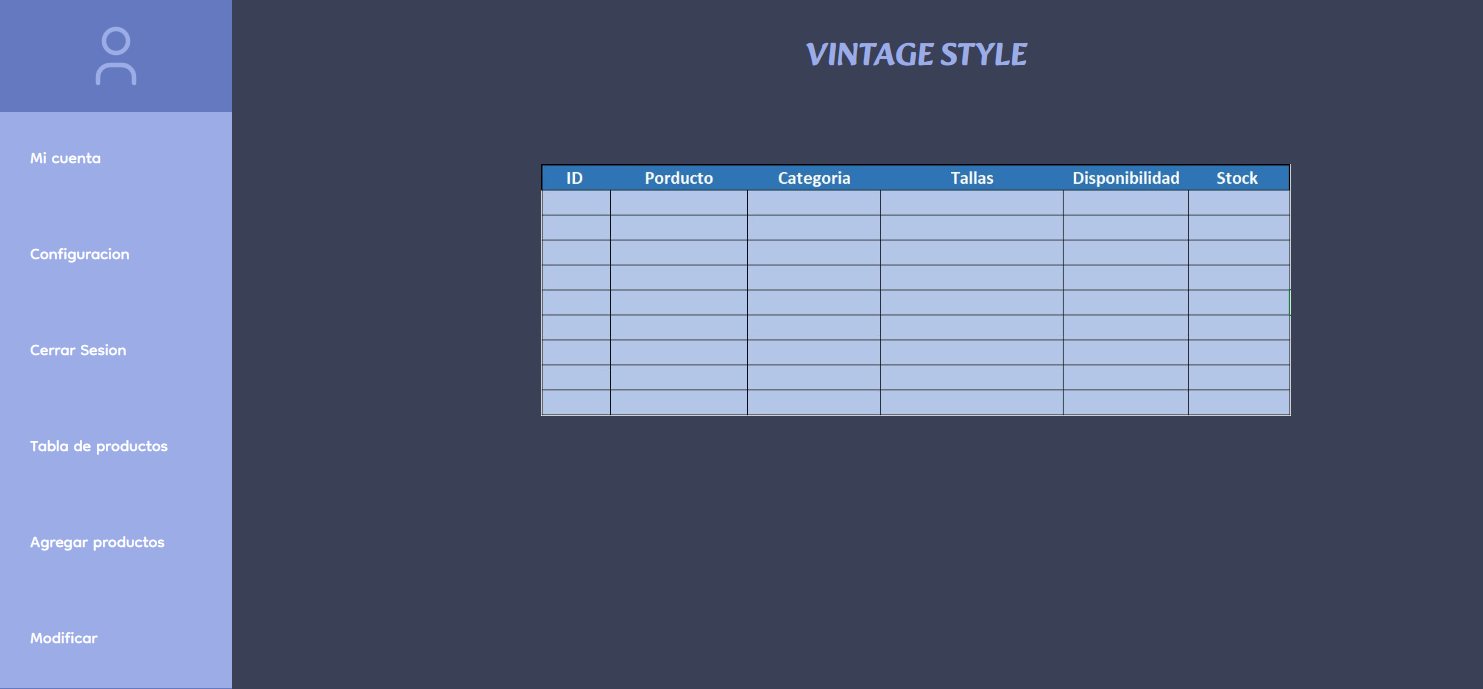 VINTAGE STYLE
Mi cuenta
Configuracion
Cerrar Sesion
Tabla de productos
Agregar productos
Modificar
ID Porducto Categoria Tallas Disponibilidad Stock